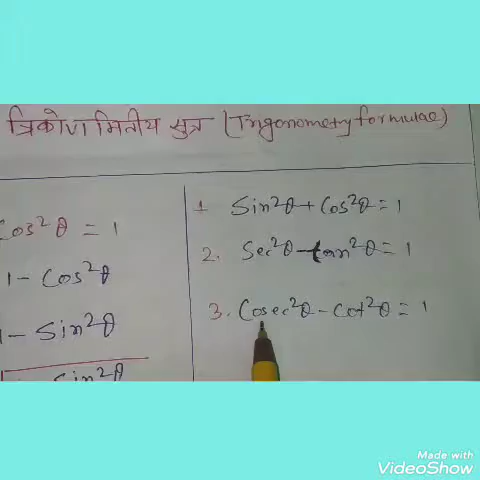 त्रिकोणमितीय सुत्र (Trigonometry formulae)
Cos²θ = 1
1 - Cos²θ
1 - Sin²θ
Sin²θ
1. Sin²θ + Cos²θ = 1
2. Sec²θ - tan²θ = 1
3. Cosec²θ - Cot²θ = 1
Made with
VideoShow